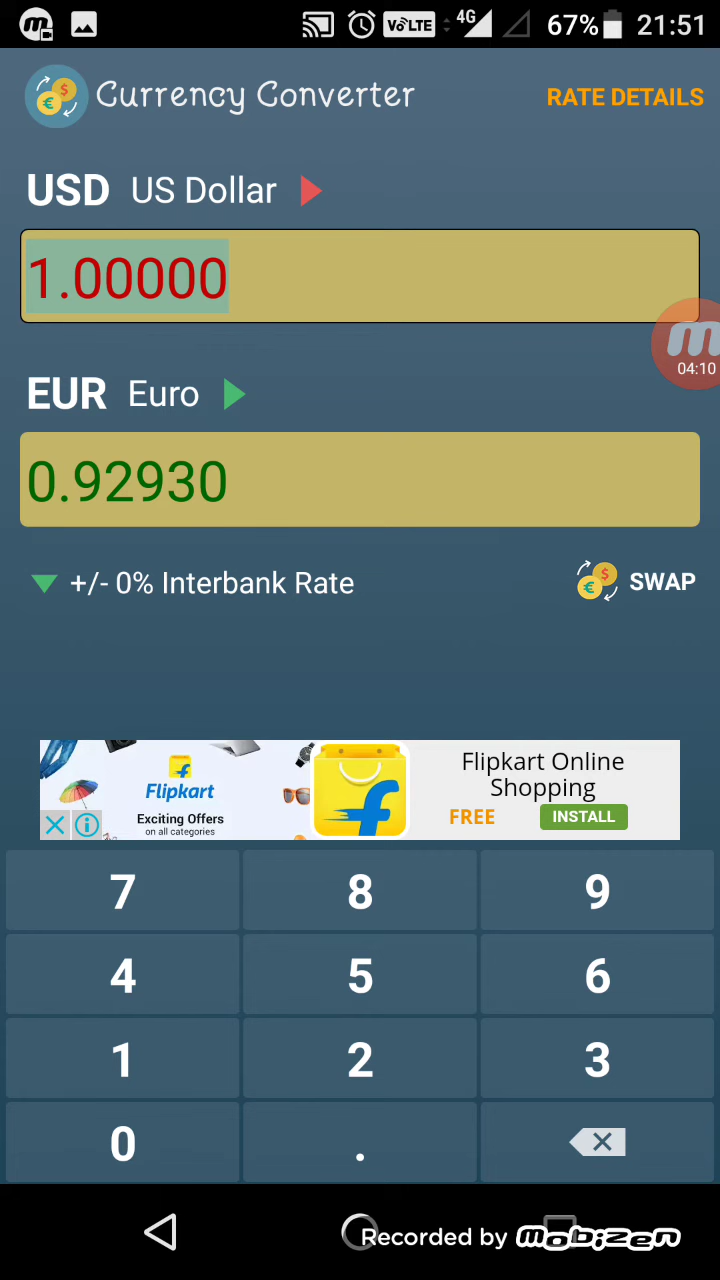 m VoLTE 4G 67% 21:51
Currency Converter RATE DETAILS
USD US Dollar
1.00000
m
04:10
EUR Euro
0.92930
+/- 0% Interbank Rate SWAP
Flipkart
Exciting Offers
on all categories
Flipkart Online
Shopping
FREE INSTALL
7 8 9
4 5 6
1 2 3
0 .
Recorded by mobizen